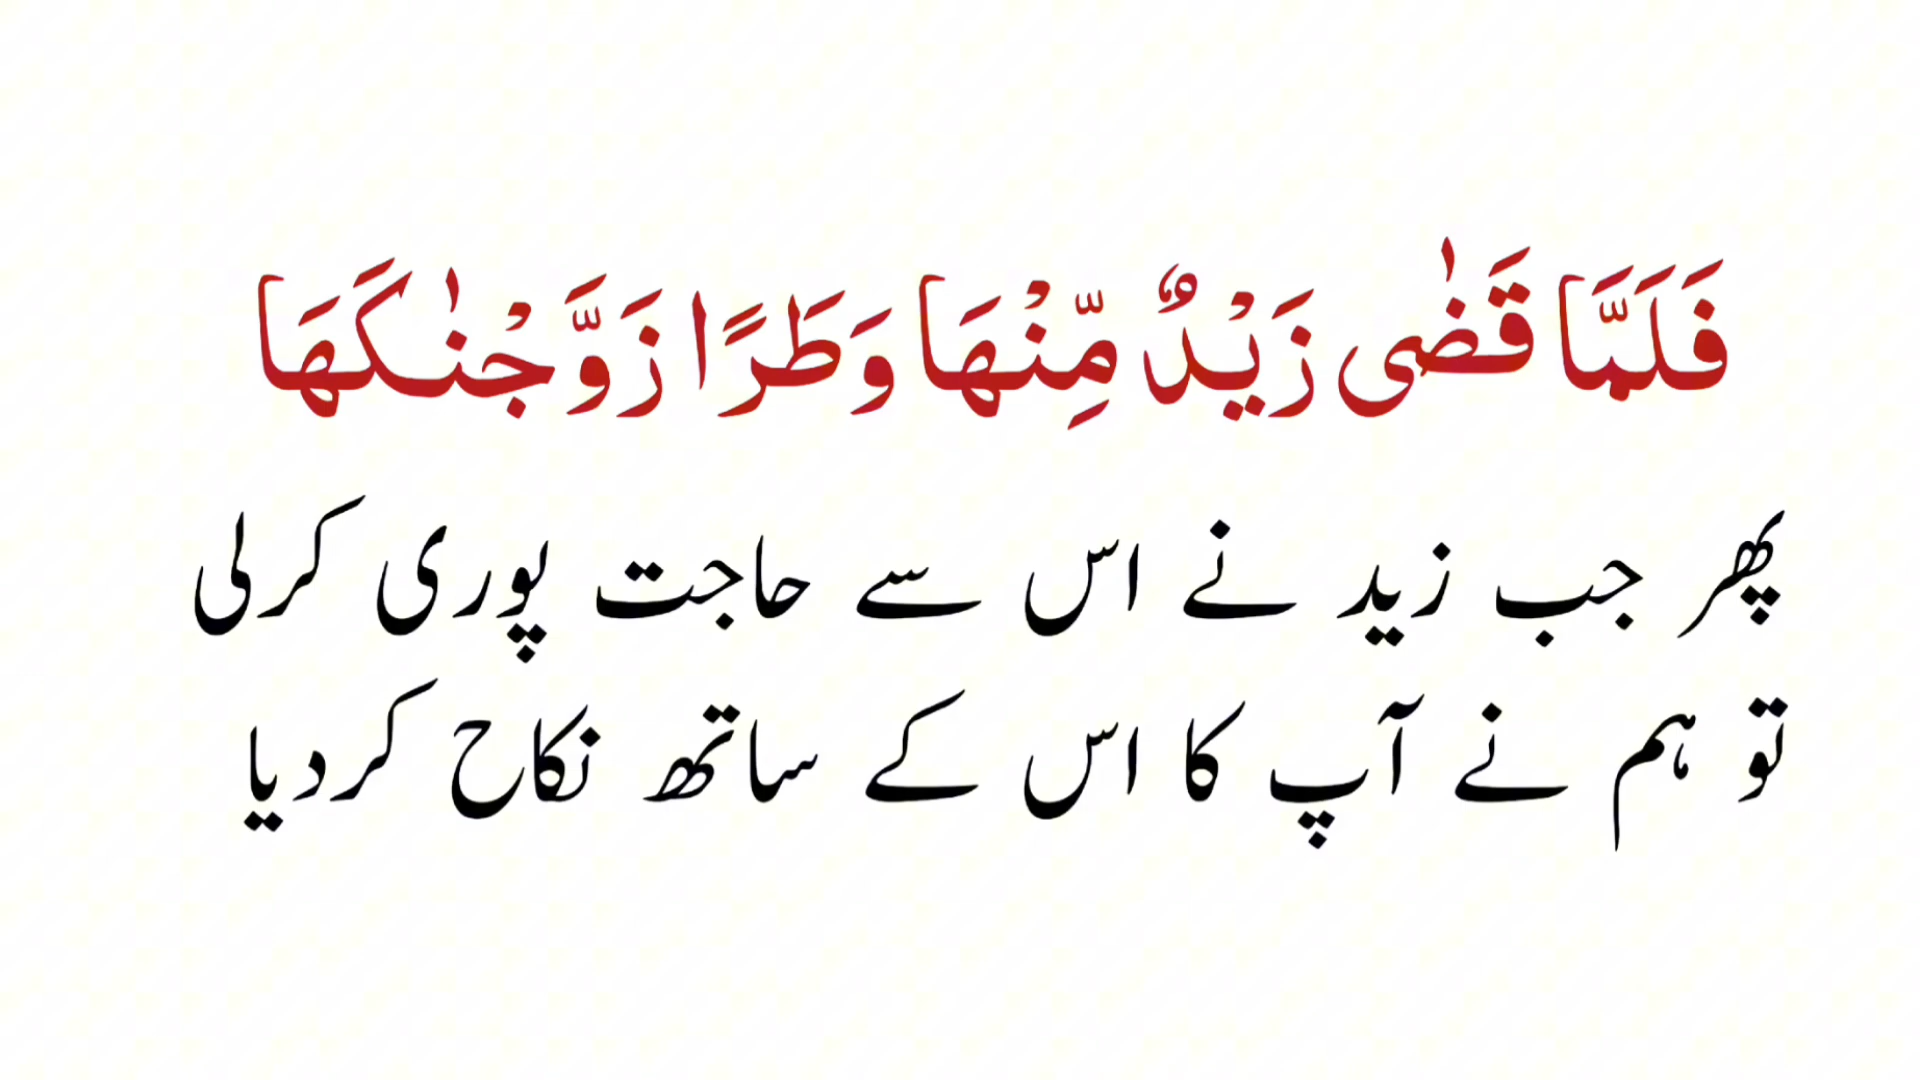 فَلَمَّا قَضٰى زَيْدٌ مِّنْهَا وَطَرًا زَوَّجْنٰكَهَا
پھر جب زید نے اس سے حاجت پوری کرلی
تو ہم نے آپ کا اس کے ساتھ نکاح کردیا